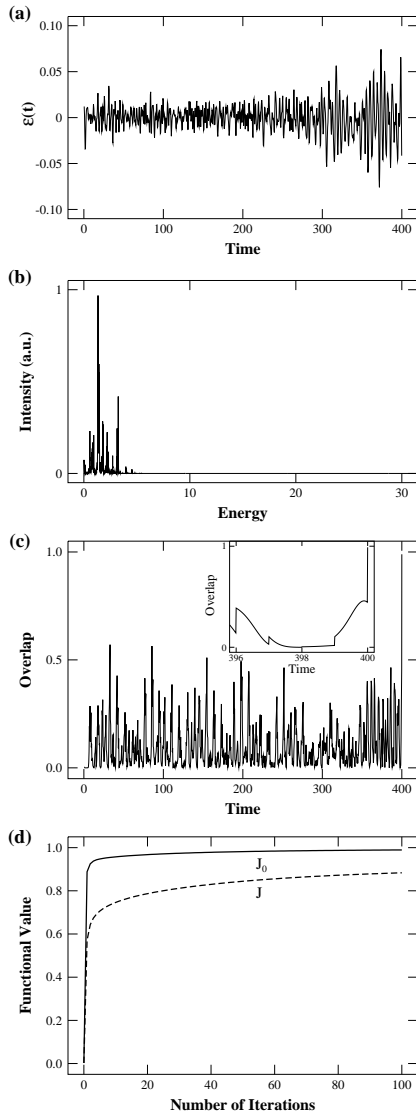 (a)
0.10
0.05
0
-0.05
-0.10
ε(t)
0 100 200 300 400
Time
(b)
1
0
Intensity (a.u.)
0 10 20 30
Energy
(c)
1.0
0.5
0.0
Overlap
1
0
Overlap
396 398 400
Time
0 100 200 300 400
Time
(d)
1.0
0.8
0.6
0.4
0.2
0.0
Functional Value
J0
J
0 20 40 60 80 100
Number of Iterations